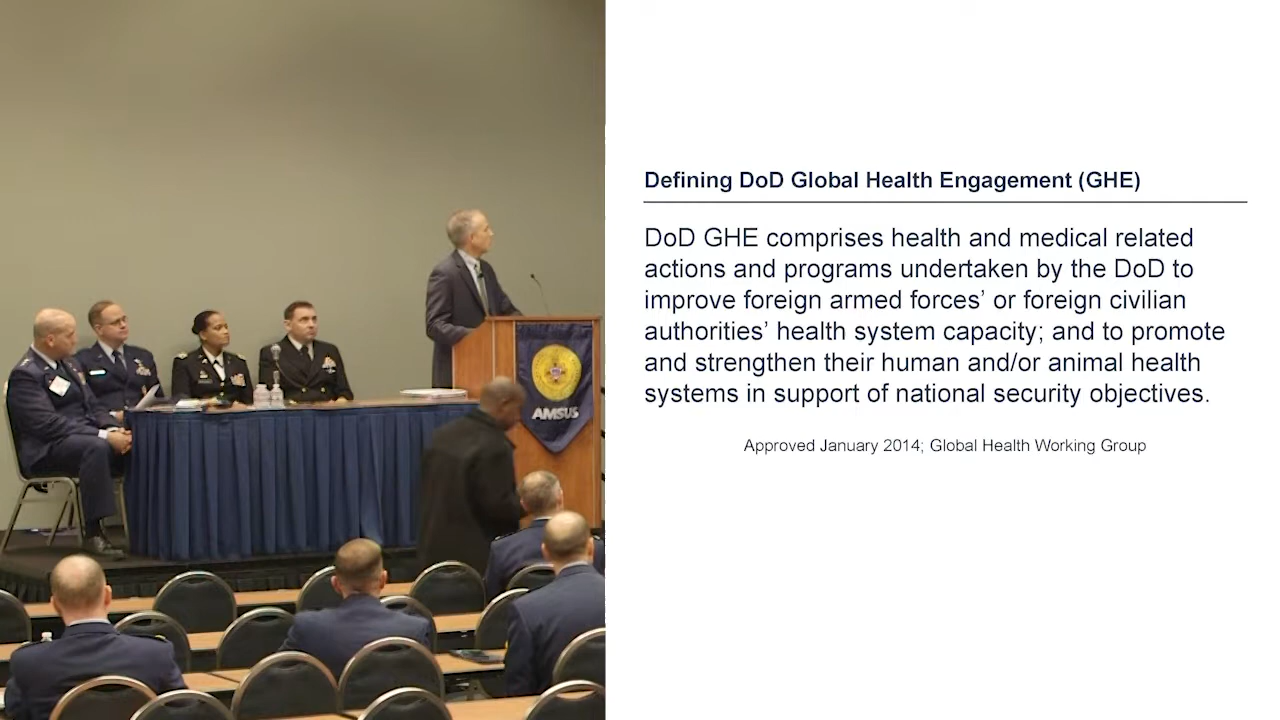 Defining DoD Global Health Engagement (GHE)
DoD GHE comprises health and medical related
actions and programs undertaken by the DoD to
improve foreign armed forces’ or foreign civilian
authorities’ health system capacity; and to promote
and strengthen their human and/or animal health
systems in support of national security objectives.
Approved January 2014; Global Health Working Group
AMSUS